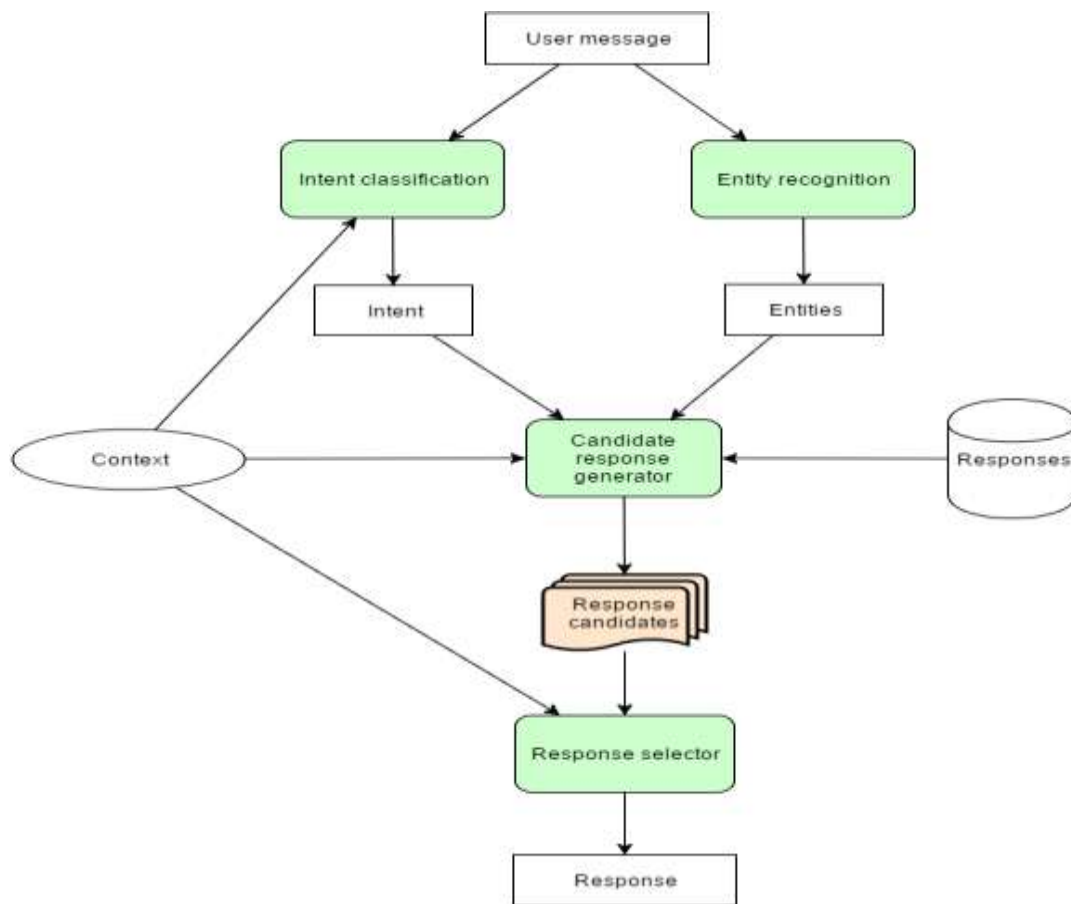 User message
Intent classification
Entity recognition
Intent
Entities
Context
Candidate
response
generator
Responses
Response
candidates
Response selector
Response